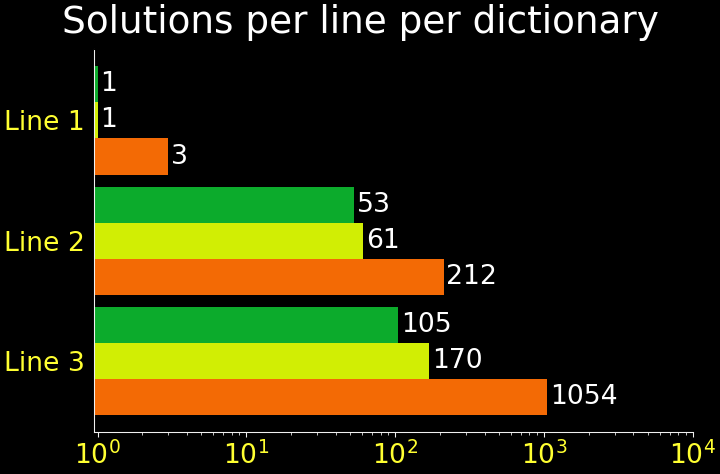 Solutions per line per dictionary
1
Line 1 1
3
53
Line 2 61
212
105
Line 3 170
1054
10⁰ 10¹ 10² 10³ 10⁴